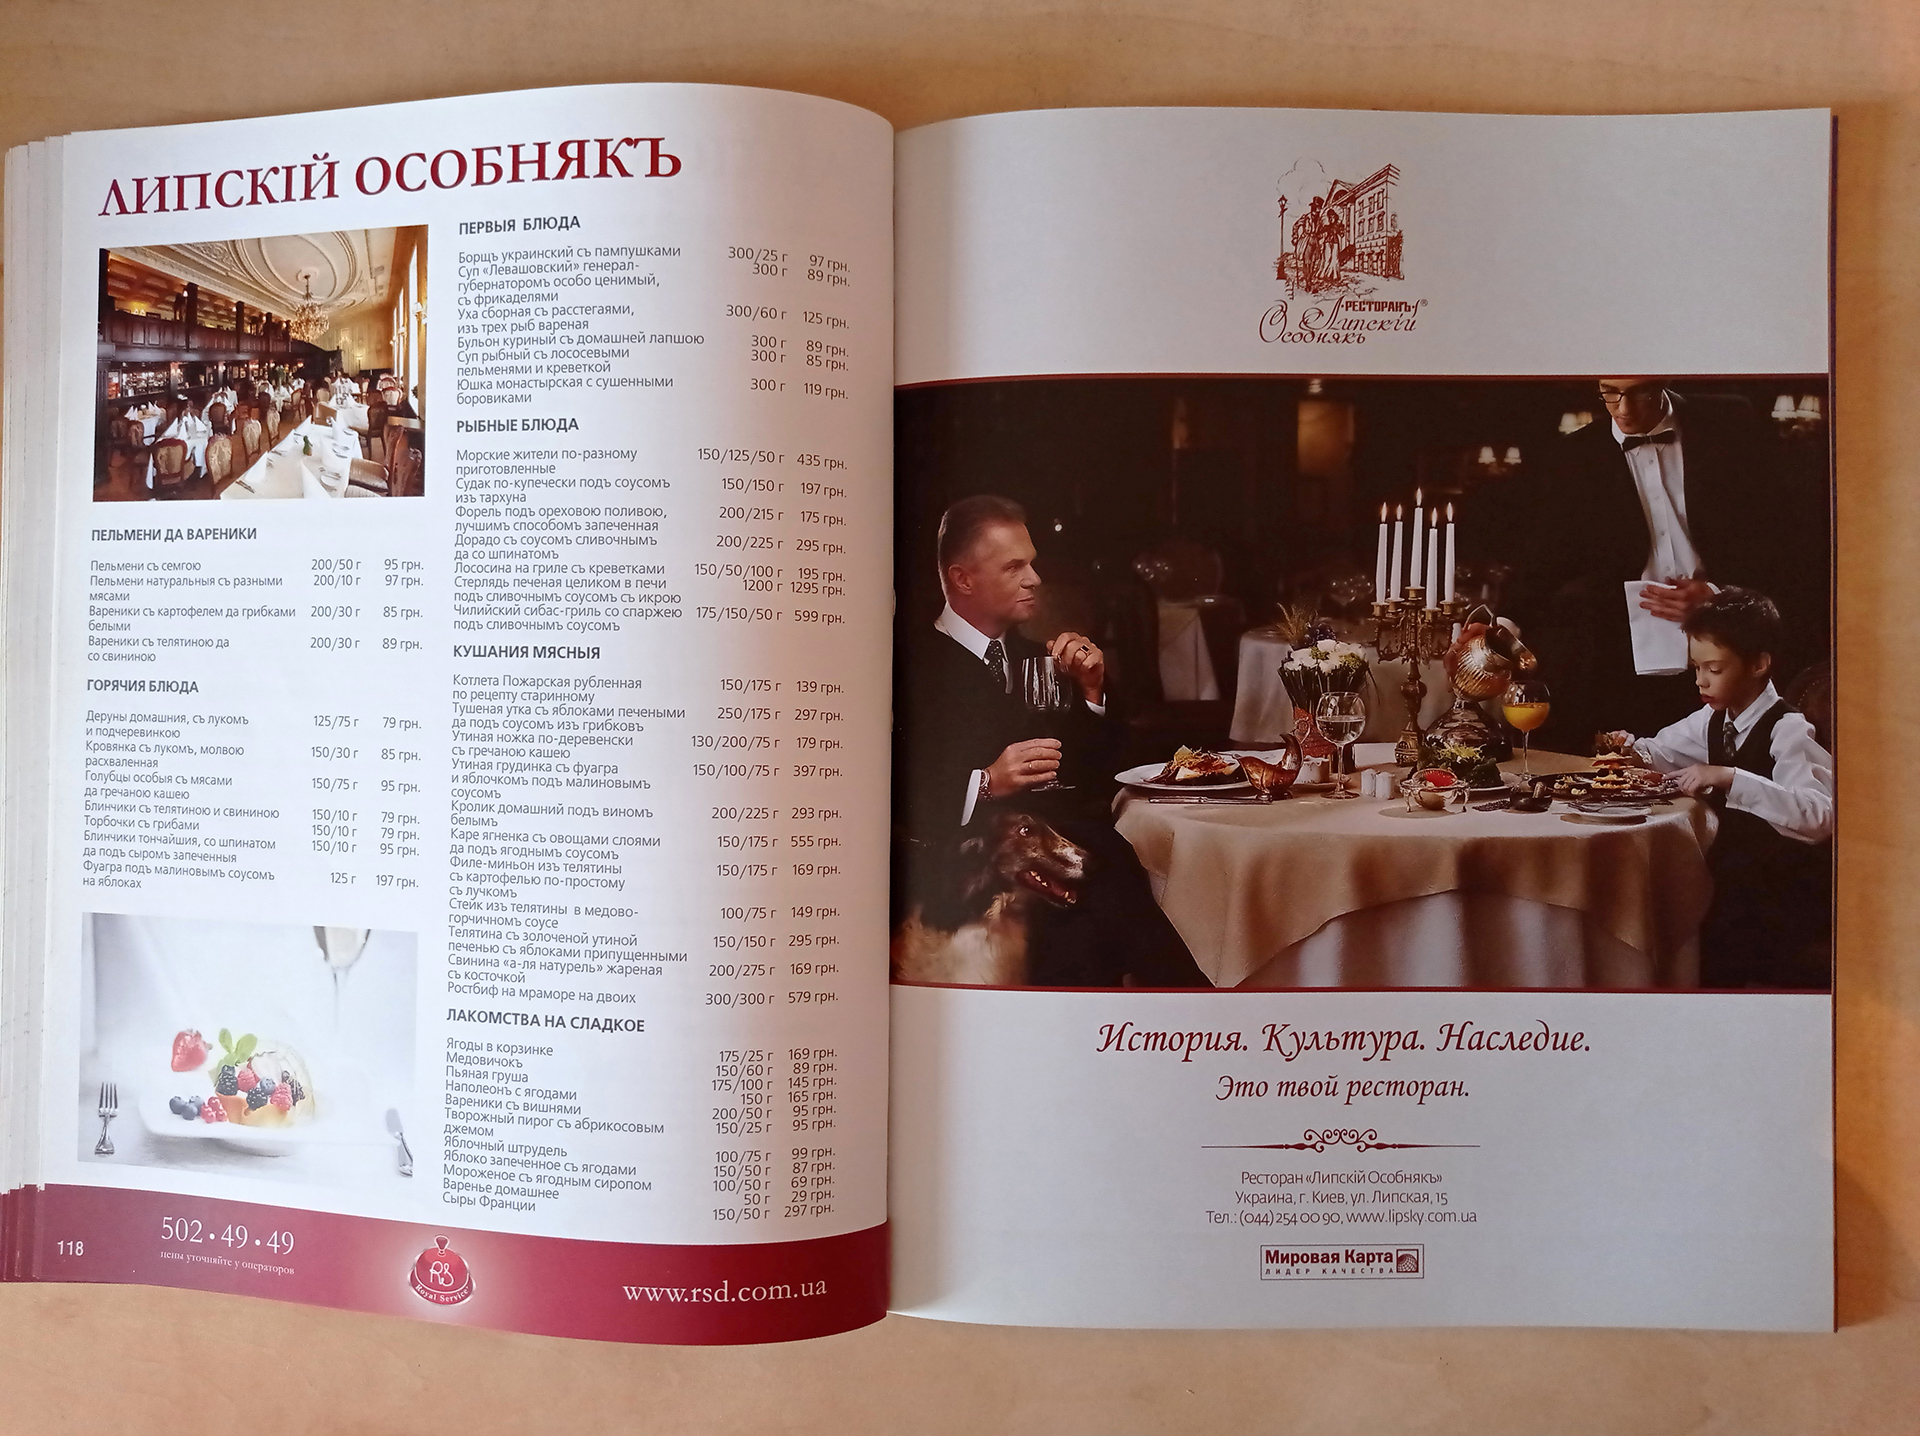 ЛИПСКІЙ ОСОБНЯКЪ
ПЕЛЬМЕНИ ДА ВАРЕНИКИ
Пельмени съ семгою 200/50 г 95 грн.
Пельмени натуральныя съ разными 200/10 г 97 грн.
мясами
Вареники съ картофелем да грибками 200/30 г 85 грн.
белыми
Вареники съ телятиною да 200/30 г 89 грн.
со свининою
ГОРЯЧИЯ БЛЮДА
Деруны домашния, съ лукомъ 125/75 г 79 грн.
и подчеревинкою
Кровянка съ лукомъ, молвою 150/30 г 85 грн.
расхваленная
Голубцы особыя съ мясами 150/75 г 95 грн.
да гречаною кашею
Блинчики съ телятиною и свининою 150/10 г 79 грн.
Торбочки съ грибами 150/10 г 79 грн.
Блинчики тончайшия, со шпинатом 150/10 г 95 грн.
да подъ сыромъ запеченныя
Фуагра подъ малиновымъ соусомъ 125 г 197 грн.
на яблоках
ПЕРВЫЯ БЛЮДА
Борщъ украинский съ пампушками 300/25 г 97 грн.
Суп «Левашовский» генерал- 300 г 89 грн.
губернаторомъ особо ценимый,
съ фрикаделями
Уха сборная съ расстегаями, 300/60 г 125 грн.
изъ трех рыб вареная
Бульон куриный съ домашней лапшою 300 г 89 грн.
Суп рыбный съ лососевыми 300 г 85 грн.
пельменями и креветкой
Юшка монастырская с сушенными 300 г 119 грн.
боровиками
РЫБНЫЕ БЛЮДА
Морские жители по-разному 150/125/50 г 435 грн.
приготовленные
Судак по-купечески подъ соусомъ 150/150 г 197 грн.
изъ тархуна
Форель подъ ореховою поливою, 200/215 г 175 грн.
лучшимъ способомъ запеченная
Дорадо съ соусомъ сливочнымъ 200/225 г 295 грн.
да со шпинатомъ
Лососина на гриле съ креветками 150/50/100 г 195 грн.
Стерлядь печеная целиком в печи 1200 г 1295 грн.
подъ сливочнымъ соусомъ съ икрою
Чилийский сибас-гриль со спаржею 175/150/50 г 599 грн.
подъ сливочнымъ соусомъ
КУШАНИЯ МЯСНЫЯ
Котлета Пожарская рубленная 150/175 г 139 грн.
по рецепту старинному
Тушеная утка съ яблоками печеными 250/175 г 297 грн.
да подъ соусомъ изъ грибковъ
Утиная ножка по-деревенски 130/200/75 г 179 грн.
съ гречаною кашею
Утиная грудинка съ фуагра 150/100/75 г 397 грн.
и яблочкомъ подъ малиновымъ
соусомъ
Кролик домашний подъ виномъ 200/225 г 293 грн.
белымъ
Каре ягненка съ овощами слоями 150/175 г 555 грн.
да подъ ягоднымъ соусомъ
Филе-миньон изъ телятины 150/175 г 169 грн.
съ картофелью по-простому
съ лучкомъ
Стейк изъ телятины в медово- 100/75 г 149 грн.
горчичномъ соусе
Телятина съ золоченой утиной 150/150 г 295 грн.
печенью съ яблоками припущенными
Свинина «а-ля натурель» жареная 200/275 г 169 грн.
съ косточкой
Ростбиф на мраморе на двоих 300/300 г 579 грн.
ЛАКОМСТВА НА СЛАДКОЕ
Ягоды в корзинке 175/25 г 169 грн.
Медовичокъ 150/60 г 89 грн.
Пьяная груша 175/100 г 145 грн.
Наполеонъ с ягодами 150 г 165 грн.
Вареники съ вишнями 200/50 г 95 грн.
Творожный пирог съ абрикосовым 150/25 г 95 грн.
джемом
Яблочный штрудель 100/75 г 99 грн.
Яблоко запеченное съ ягодами 150/50 г 87 грн.
Мороженое съ ягодным сиропом 100/50 г 69 грн.
Варенье домашнее 50 г 29 грн.
Сыры Франции 150/50 г 297 грн.
118
502 • 49 • 49
цены уточняйте у операторов
RS
Royal Service
www.rsd.com.ua
РЕСТОРАНЪ ®
Липскій
Особнякъ
История. Культура. Наследие.
Это твой ресторан.
Ресторан «Липскій Особнякъ»
Украина, г. Киев, ул. Липская, 15
Тел.: (044) 254 00 90, www.lipsky.com.ua
Мировая Карта
ЛИДЕР КАЧЕСТВА